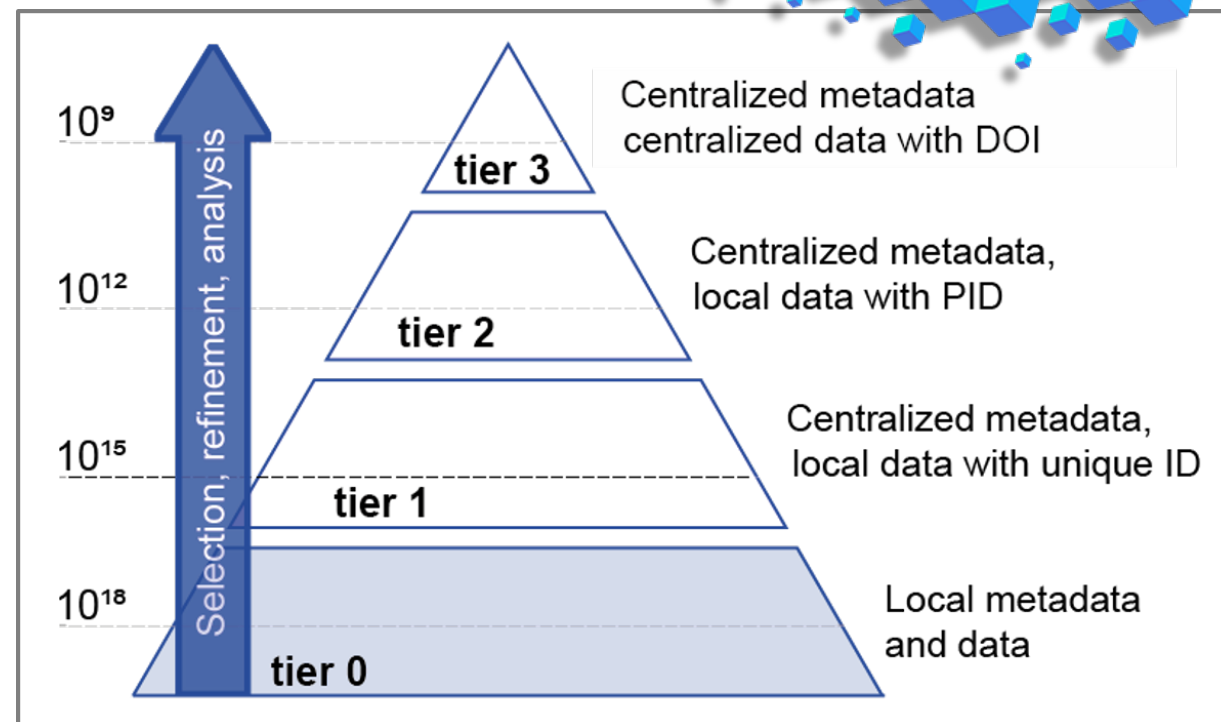 10⁹
Centralized metadata
centralized data with DOI
tier 3
10¹²
Centralized metadata,
local data with PID
tier 2
10¹⁵
Centralized metadata,
local data with unique ID
tier 1
10¹⁸
Local metadata
and data
tier 0
Selection, refinement, analysis